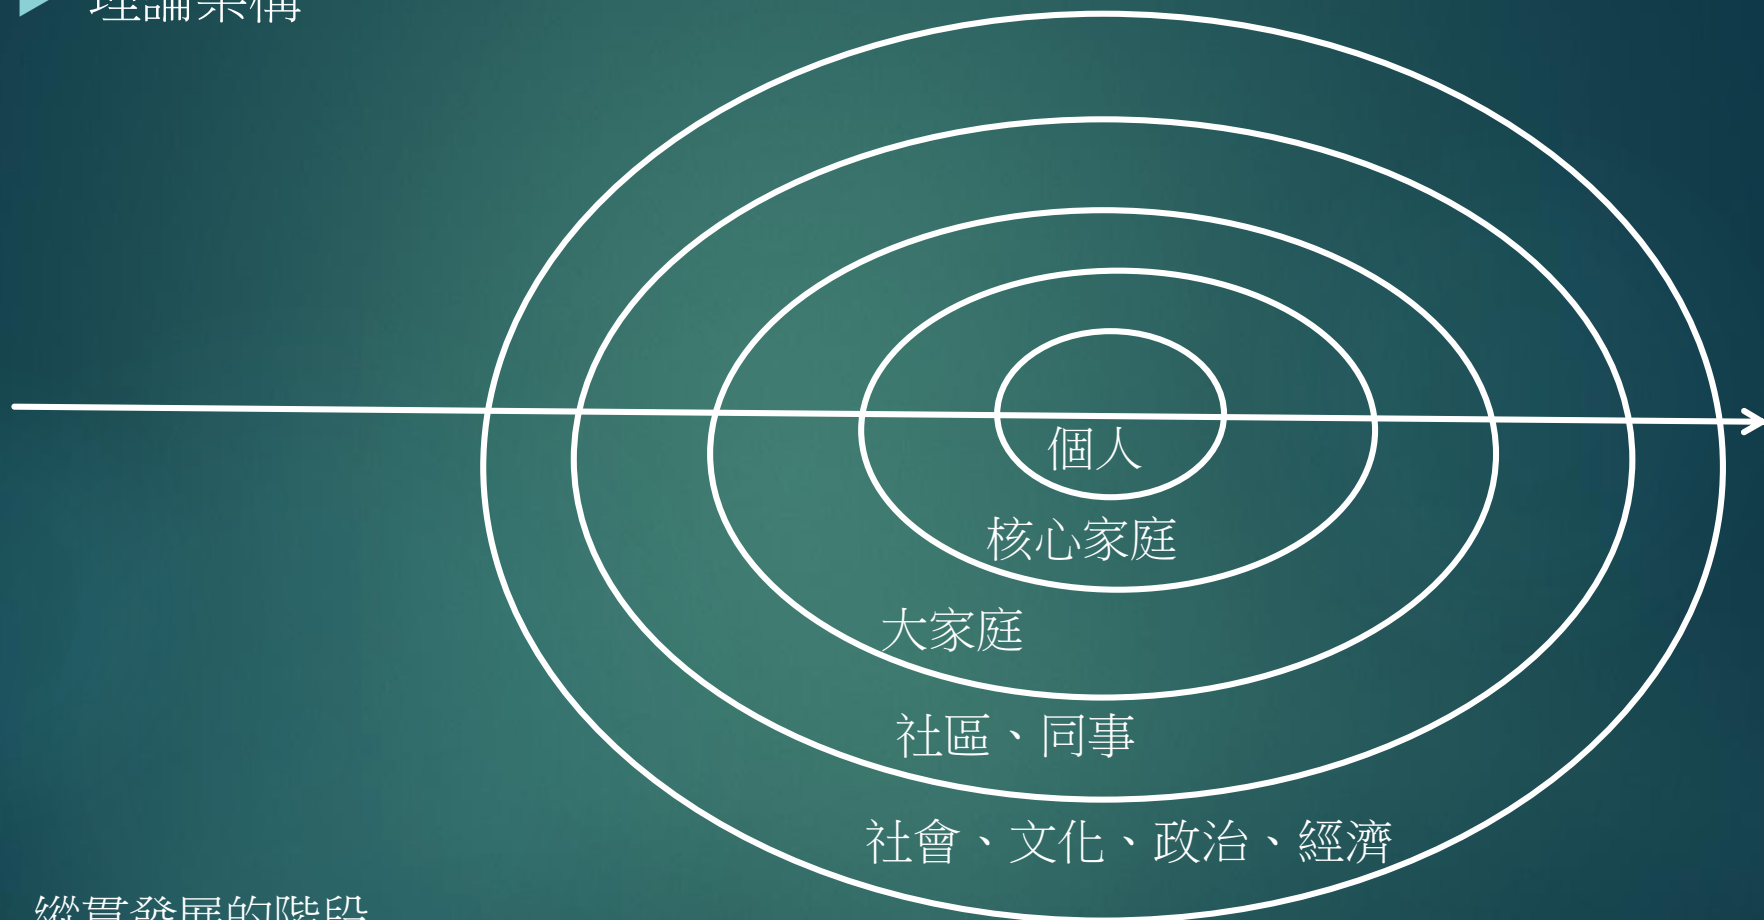 理論架構
個人
核心家庭
大家庭
社區、同事
社會、文化、政治、經濟
縱貫發展的階段